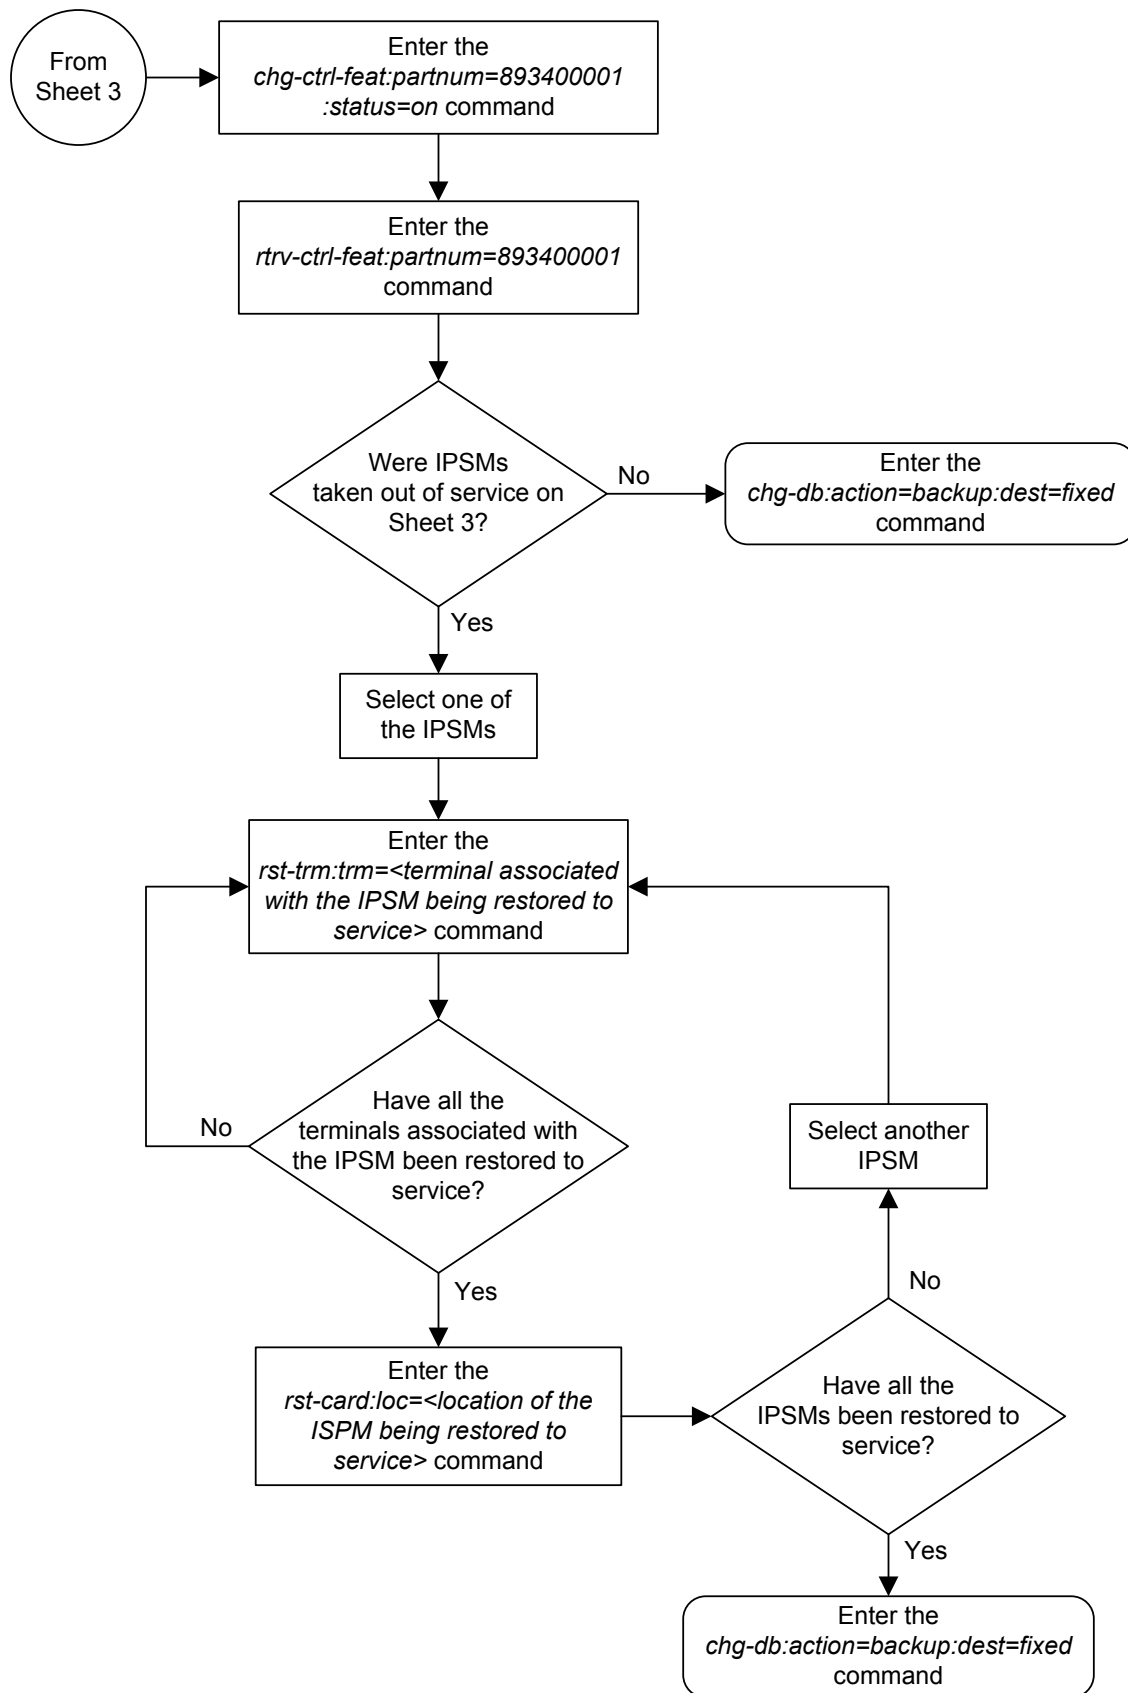 From
Sheet 3
Enter the
chg-ctrl-feat:partnum=893400001
:status=on command
Enter the
rtrv-ctrl-feat:partnum=893400001
command
Were IPSMs
taken out of service on
Sheet 3?
No
Enter the
chg-db:action=backup:dest=fixed
command
Yes
Select one of
the IPSMs
Enter the
rst-trm:trm=<terminal associated
with the IPSM being restored to
service> command
Have all the
terminals associated with
the IPSM been restored to
service?
No
Yes
Select another
IPSM
No
Enter the
rst-card:loc=<location of the
ISPM being restored to
service> command
Have all the
IPSMs been restored to
service?
Yes
Enter the
chg-db:action=backup:dest=fixed
command